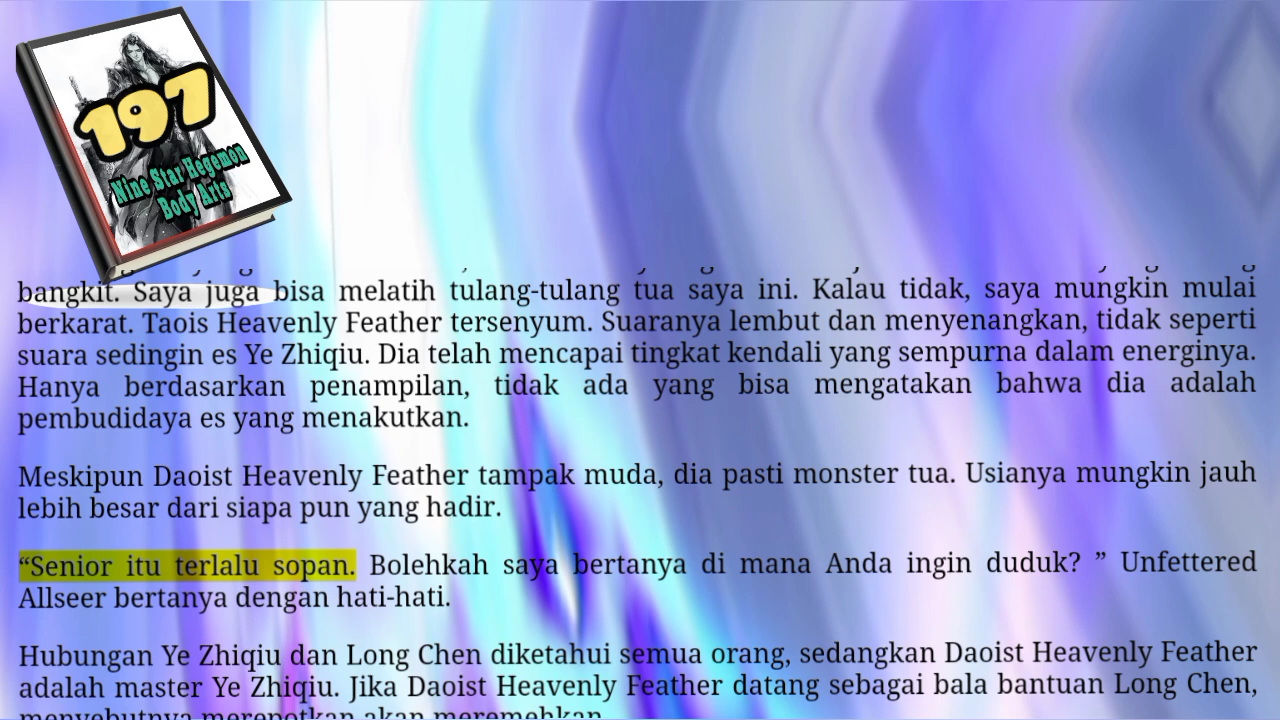 197
Nine Star Hegemon
Body Arts
bangkit. Saya juga bisa melatih tulang-tulang tua saya ini. Kalau tidak, saya mungkin mulai
berkarat. Taois Heavenly Feather tersenyum. Suaranya lembut dan menyenangkan, tidak seperti
suara sedingin es Ye Zhiqiu. Dia telah mencapai tingkat kendali yang sempurna dalam energinya.
Hanya berdasarkan penampilan, tidak ada yang bisa mengatakan bahwa dia adalah
pembudidaya es yang menakutkan.
Meskipun Daoist Heavenly Feather tampak muda, dia pasti monster tua. Usianya mungkin jauh
lebih besar dari siapa pun yang hadir.
“Senior itu terlalu sopan. Bolehkah saya bertanya di mana Anda ingin duduk? ” Unfettered
Allseer bertanya dengan hati-hati.
Hubungan Ye Zhiqiu dan Long Chen diketahui semua orang, sedangkan Daoist Heavenly Feather
adalah master Ye Zhiqiu. Jika Daoist Heavenly Feather datang sebagai bala bantuan Long Chen,
menyebutnya merepotkan akan meremehkan.